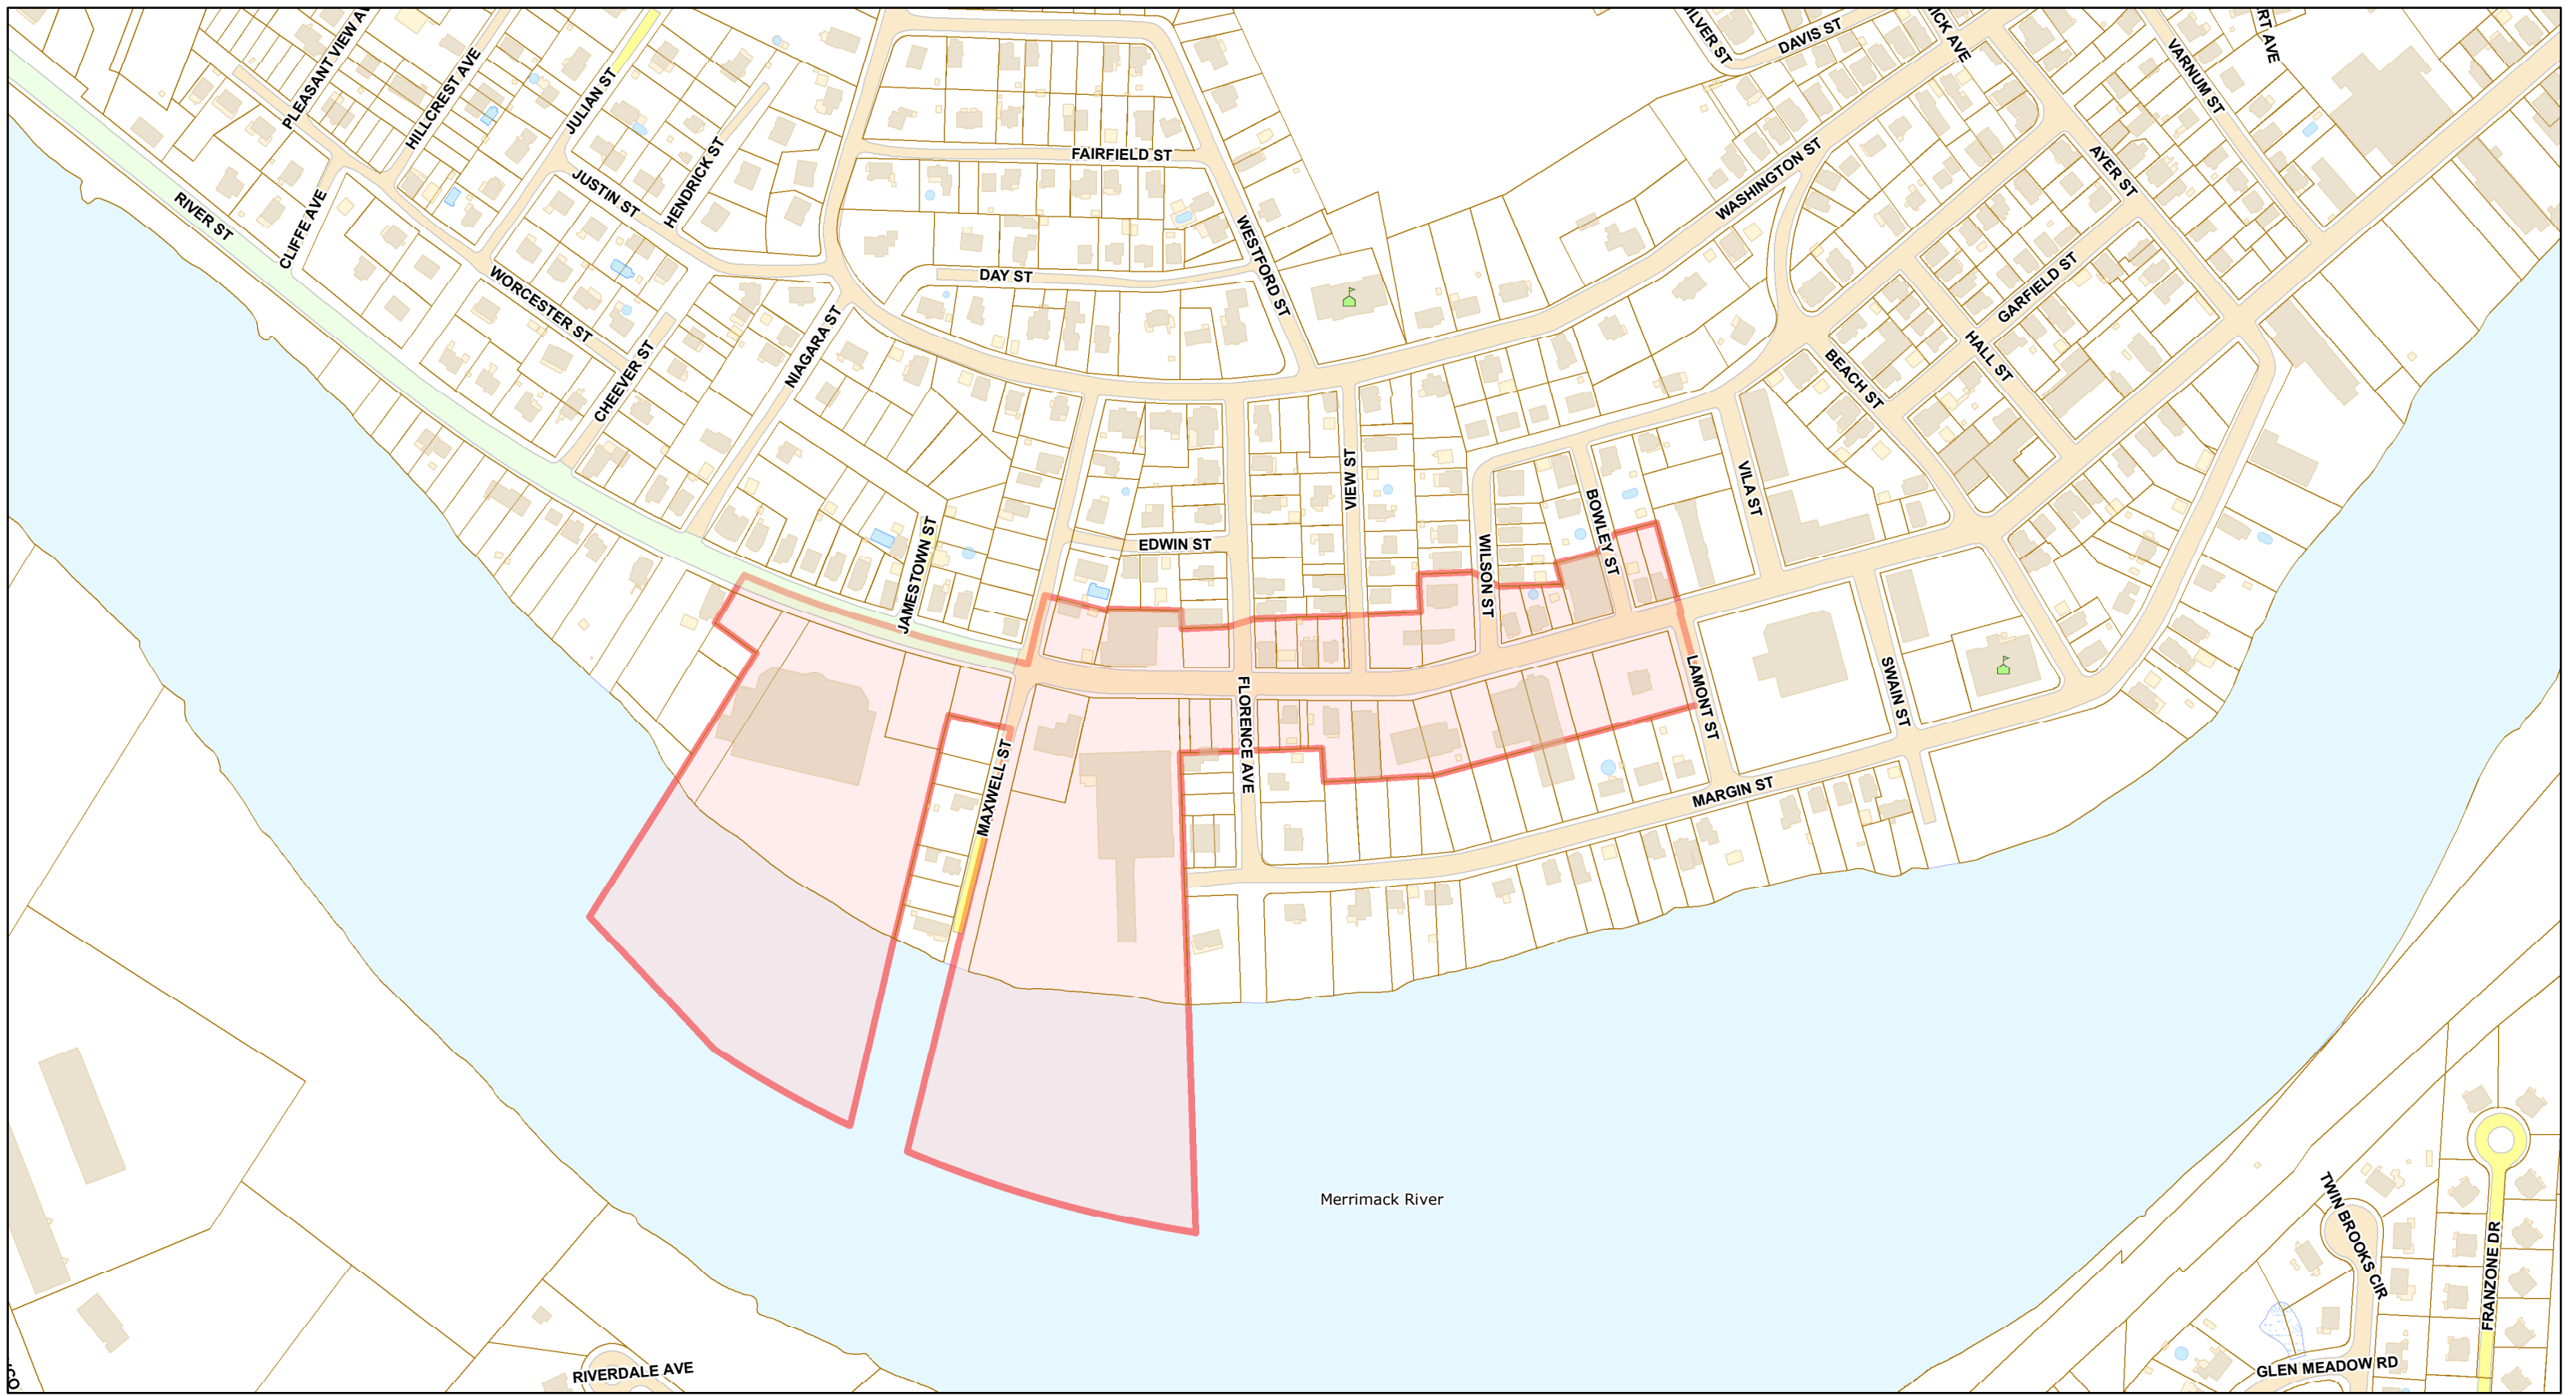 PLEASANT VIEW
HILLCREST AVE
JULIAN ST
HENDRICK ST
JUSTIN ST
CLIFFE AVE
RIVER ST
WORCESTER ST
CHEEVER ST
NIAGARA ST
FAIRFIELD ST
DAY ST
WESTFORD ST
DAVIS ST
WASHINGTON ST
AYER ST
VARNUM ST
GARFIELD ST
HALL ST
BEACH ST
VILA ST
VIEW ST
BOWLEY ST
WILSON ST
EDWIN ST
JAMESTOWN ST
MAXWELL ST
FLORENCE AVE
LAMONT ST
SWAIN ST
MARGIN ST
Merrimack River
TWIN BROOKS CIR
FRANZONE DR
GLEN MEADOW RD
RIVERDALE AVE